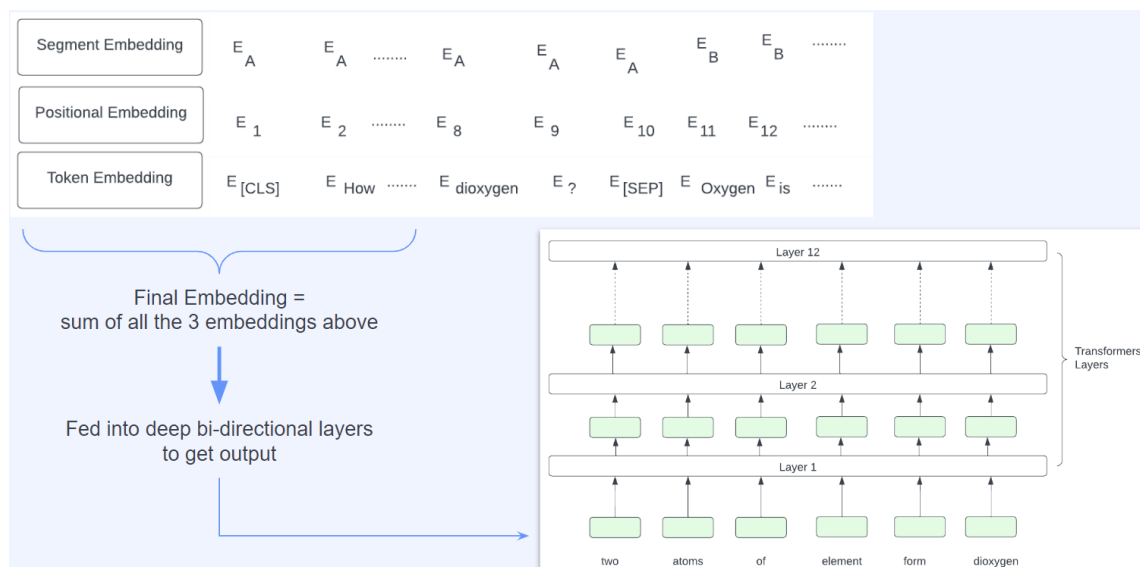 Segment Embedding E A E A ........ E A E A E A E B E B ........
Positional Embedding E 1 E 2 ........ E 8 E 9 E 10 E 11 E 12 ........
Token Embedding E [CLS] E How ....... E dioxygen E ? E [SEP] E Oxygen E is .......
Final Embedding =
sum of all the 3 embeddings above
Fed into deep bi-directional layers
to get output
Layer 12
Transformers
Layers
Layer 2
Layer 1
two atoms of element form dioxygen